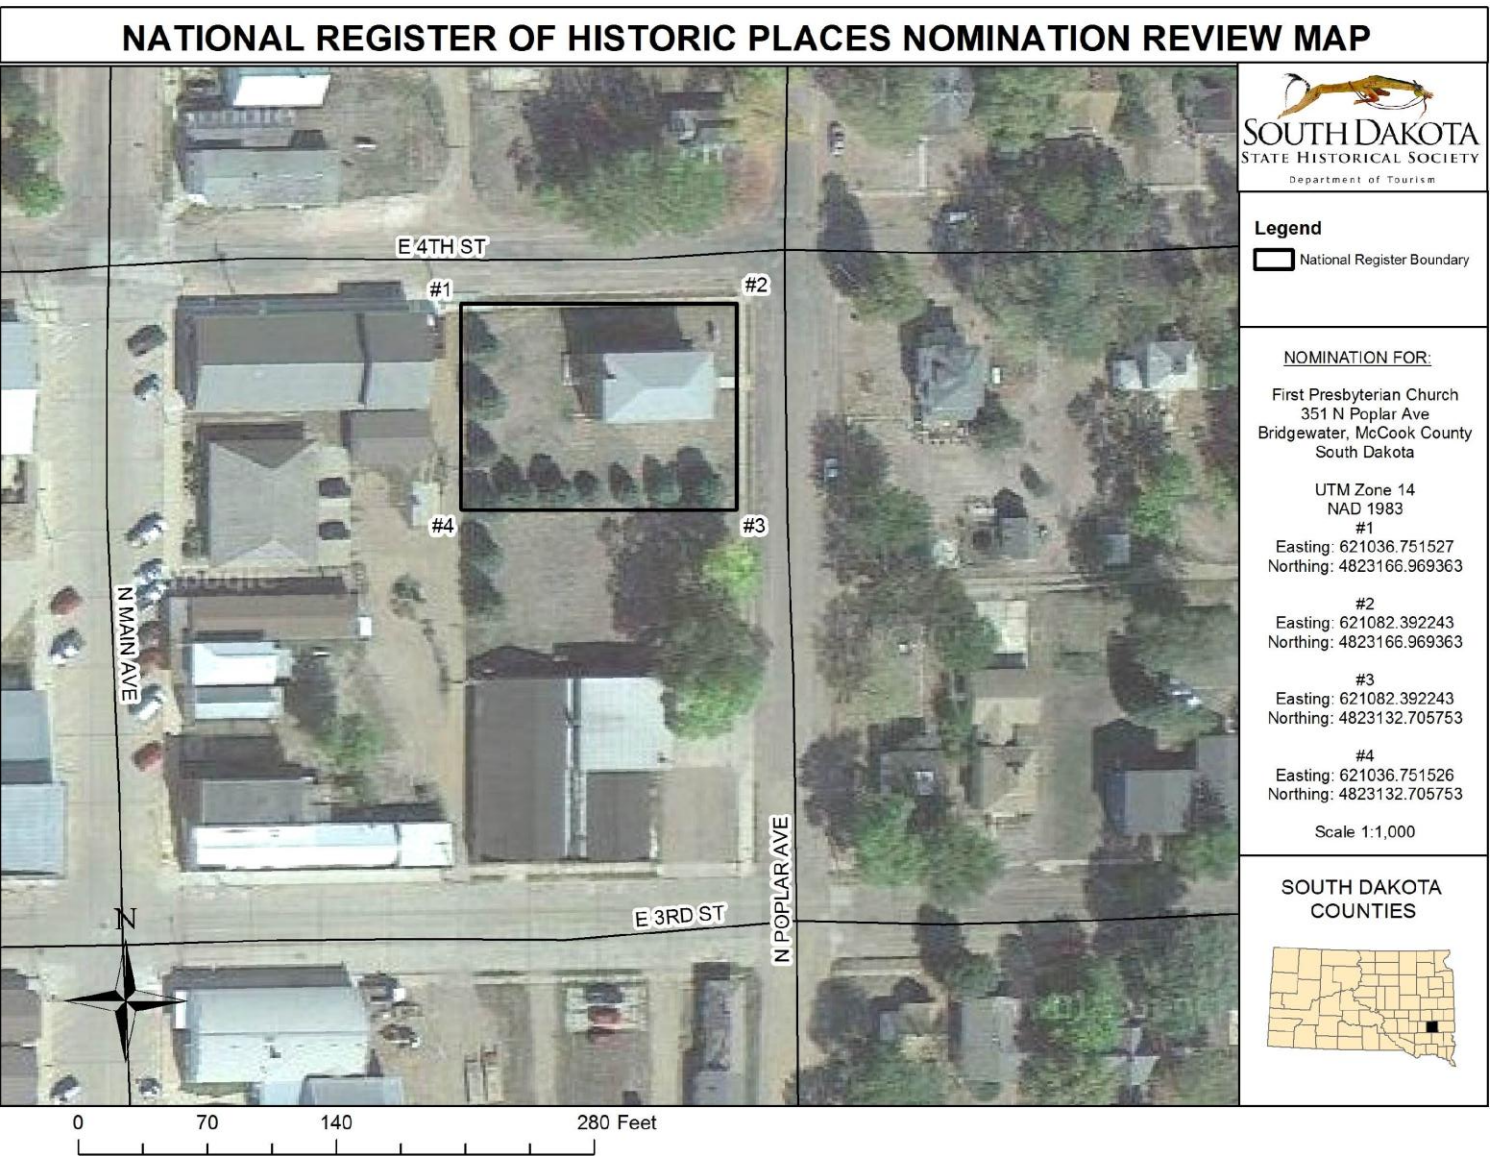 NATIONAL REGISTER OF HISTORIC PLACES NOMINATION REVIEW MAP
SOUTH DAKOTA
STATE HISTORICAL SOCIETY
Department of Tourism
Legend
National Register Boundary
NOMINATION FOR:
First Presbyterian Church
351 N Poplar Ave
Bridgewater, McCook County
South Dakota
UTM Zone 14
NAD 1983
#1
Easting: 621036.751527
Northing: 4823166.969363
#2
Easting: 621082.392243
Northing: 4823166.969363
#3
Easting: 621082.392243
Northing: 4823132.705753
#4
Easting: 621036.751526
Northing: 4823132.705753
Scale 1:1,000
SOUTH DAKOTA
COUNTIES
E 4TH ST
#1
#2
#4
#3
N MAIN AVE
N POPLAR AVE
E 3RD ST
N
0 70 140 280 Feet